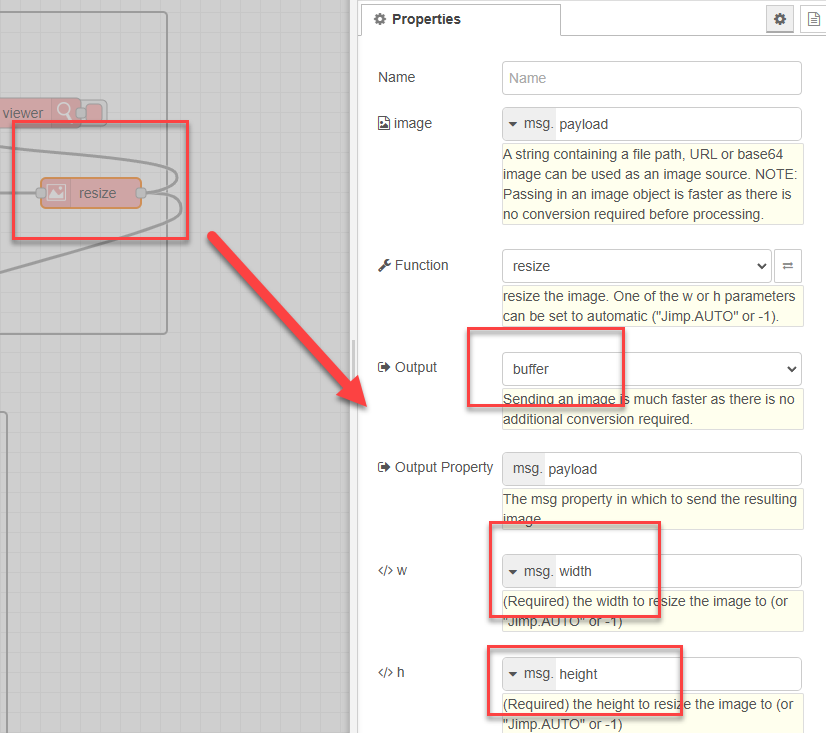 Properties
Name
Name
image
msg. payload
A string containing a file path, URL or base64
image can be used as an image source. NOTE:
Passing in an image object is faster as there is
no conversion required before processing.
viewer
resize
Function
resize
resize the image. One of the w or h parameters
can be set to automatic ("Jimp.AUTO" or -1).
Output
buffer
Sending an image is much faster as there is no
additional conversion required.
Output Property
msg. payload
The msg property in which to send the resulting
image
</> w
msg. width
(Required) the width to resize the image to (or
"Jimp.AUTO" or -1)
</> h
msg. height
(Required) the height to resize the image to (or
"Jimp.AUTO" or -1)